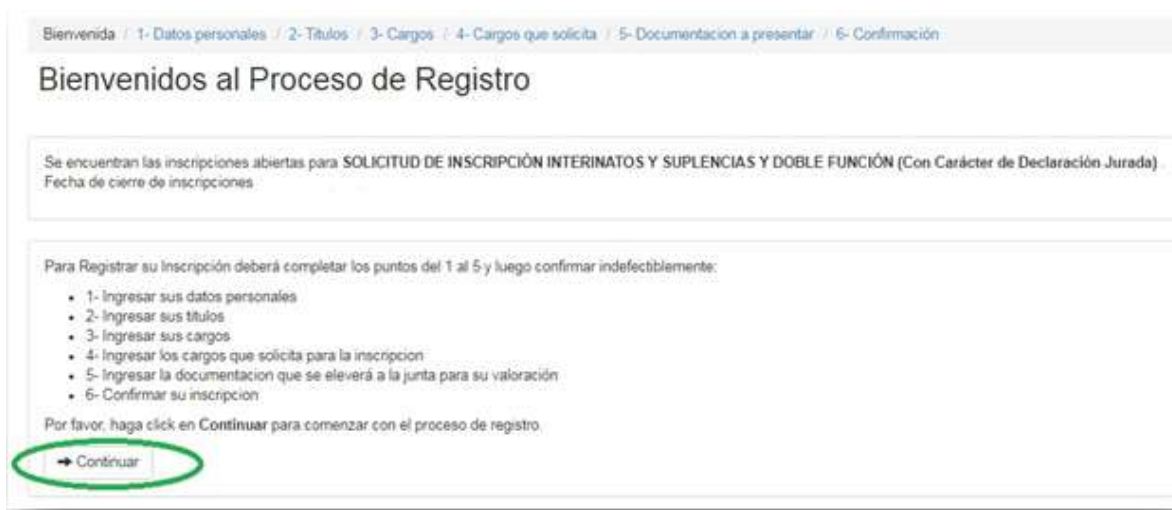 Bienvenida / 1- Datos personales / 2- Titulos / 3- Cargos / 4- Cargos que solicita / 5- Documentacion a presentar / 6- Confirmación
Bienvenidos al Proceso de Registro
Se encuentran las inscripciones abiertas para SOLICITUD DE INSCRIPCIÓN INTERINATOS Y SUPLENCIAS Y DOBLE FUNCIÓN (Con Carácter de Declaración Jurada) .
Fecha de cierre de inscripciones
Para Registrar su Inscripción deberá completar los puntos del 1 al 5 y luego confirmar indefectiblemente:
• 1- Ingresar sus datos personales
• 2- Ingresar sus titulos
• 3- Ingresar sus cargos
• 4- Ingresar los cargos que solicita para la inscripcion
• 5- Ingresar la documentacion que se eleverá a la junta para su valoración
• 6- Confirmar su inscripcion
Por favor, haga click en Continuar para comenzar con el proceso de registro.
➔ Continuar